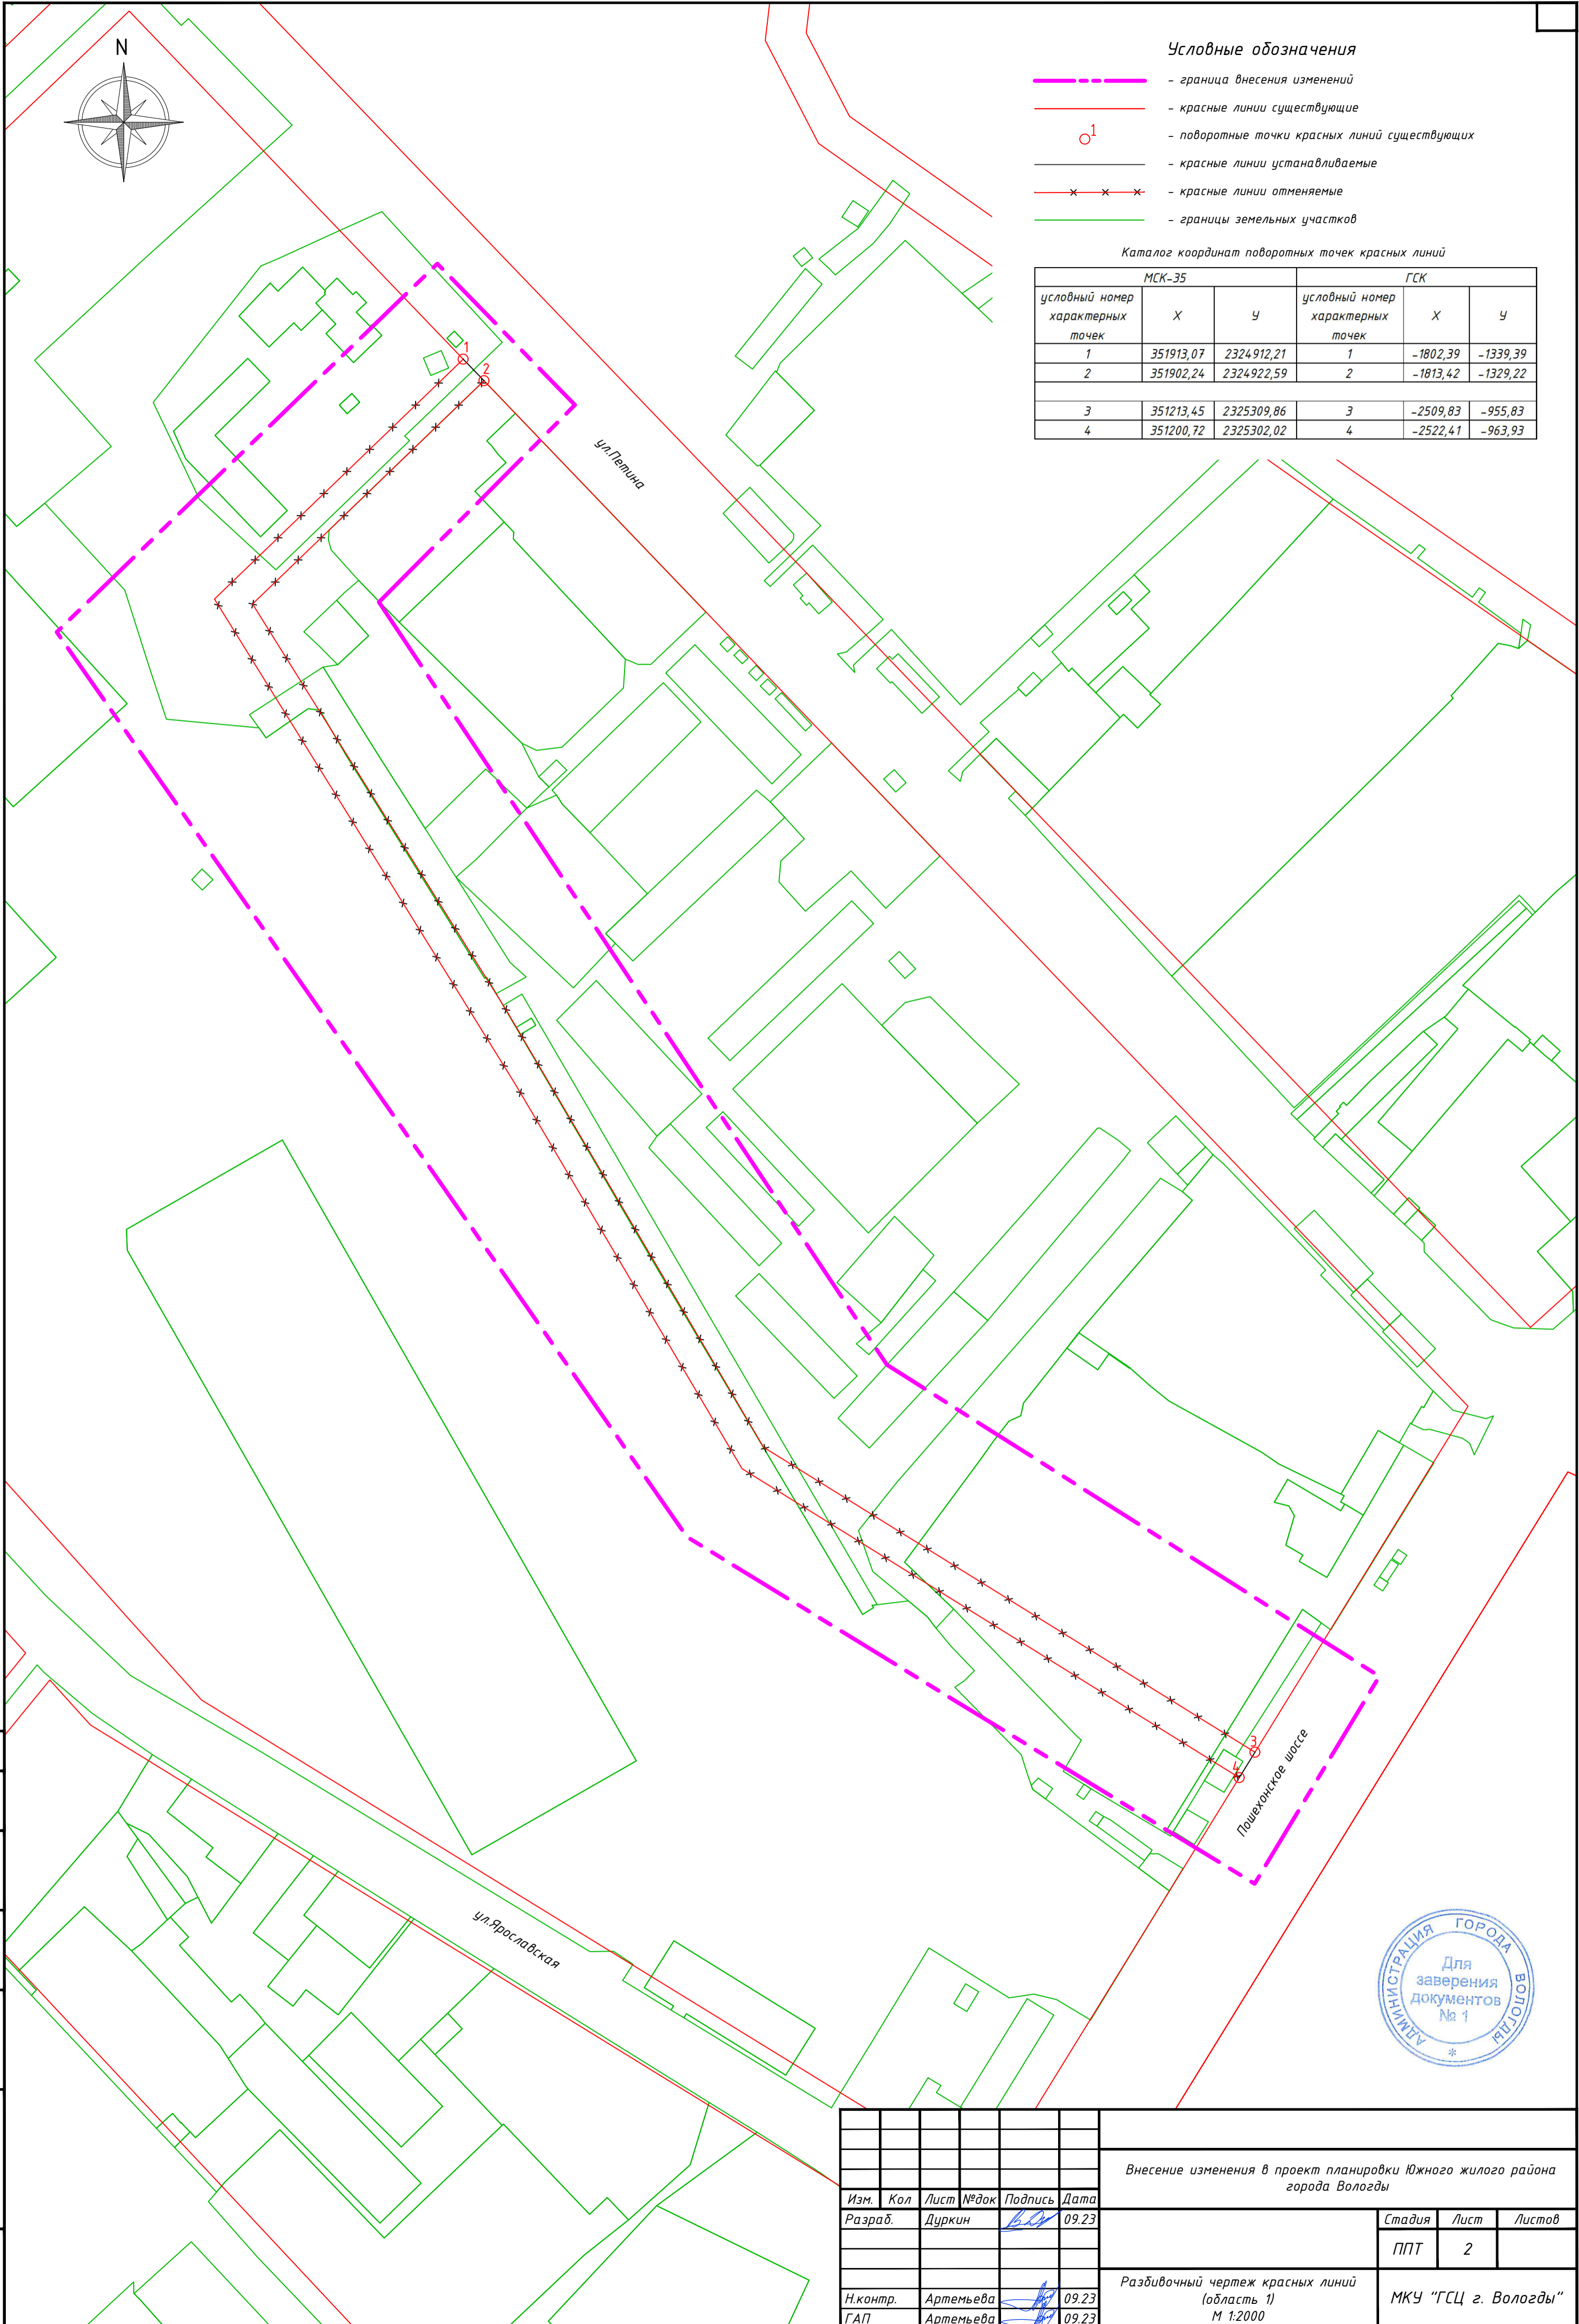 N
Условные обозначения
- граница внесения изменений
- красные линии существующие
1
- поворотные точки красных линий существующих
- красные линии устанавливаемые
- красные линии отменяемые
- границы земельных участков
Каталог координат поворотных точек красных линий
МСК-35 ГСК
условный номер характерных точек X У условный номер характерных точек X У
1 351913,07 2324912,21 1 -1802,39 -1339,39
2 351902,24 2324922,59 2 -1813,42 -1329,22
3 351213,45 2325309,86 3 -2509,83 -955,83
4 351200,72 2325302,02 4 -2522,41 -963,93
1
2
ул.Петина
3
4
Пошехонское шоссе
ул.Ярославская
АДМИНИСТРАЦИЯ ГОРОДА ВОЛОГДЫ
Для
заверения
документов
№ 1
*
Внесение изменения в проект планировки Южного жилого района
города Вологды
Изм. Кол Лист №док Подпись Дата
Разраб. Дуркин 09.23
Стадия Лист Листов
ППТ 2
Н.контр. Артемьева 09.23
ГАП Артемьева 09.23
Разбивочный чертеж красных линий
(область 1)
М 1:2000
МКУ "ГСЦ г. Вологды"